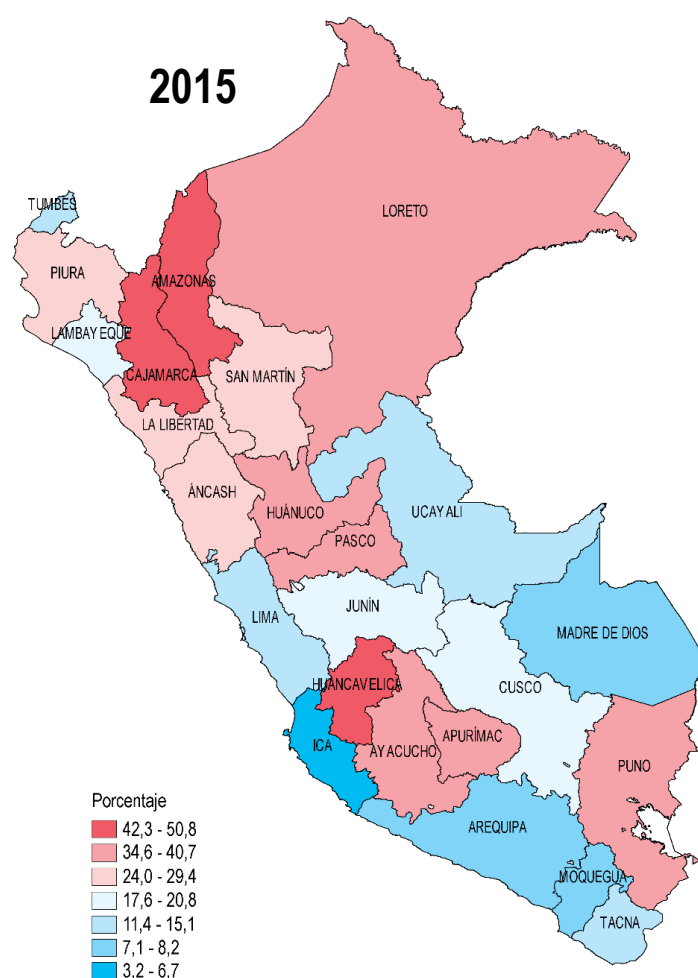 2015
LORETO
TUMBES
PIURA
AMAZONAS
LAMBAYEQUE
CAJAMARCA
SAN MARTÍN
LA LIBERTAD
ÁNCASH
HUÁNUCO
UCAYALI
PASCO
JUNÍN
LIMA
MADRE DE DIOS
HUANCAVELICA
CUSCO
ICA
AYACUCHO
APURÍMAC
PUNO
AREQUIPA
MOQUEGUA
TACNA
Porcentaje
42,3 - 50,8
34,6 - 40,7
24,0 - 29,4
17,6 - 20,8
11,4 - 15,1
7,1 - 8,2
3,2 - 6,7